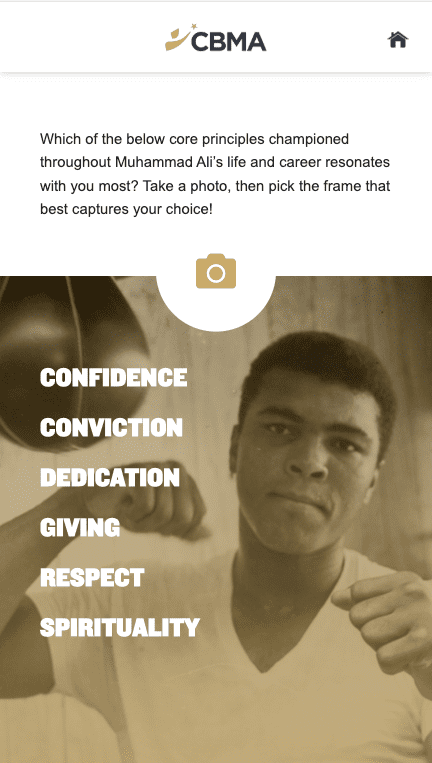 CBMA
Which of the below core principles championed
throughout Muhammad Ali’s life and career resonates
with you most? Take a photo, then pick the frame that
best captures your choice!
CONFIDENCE
CONVICTION
DEDICATION
GIVING
RESPECT
SPIRITUALITY